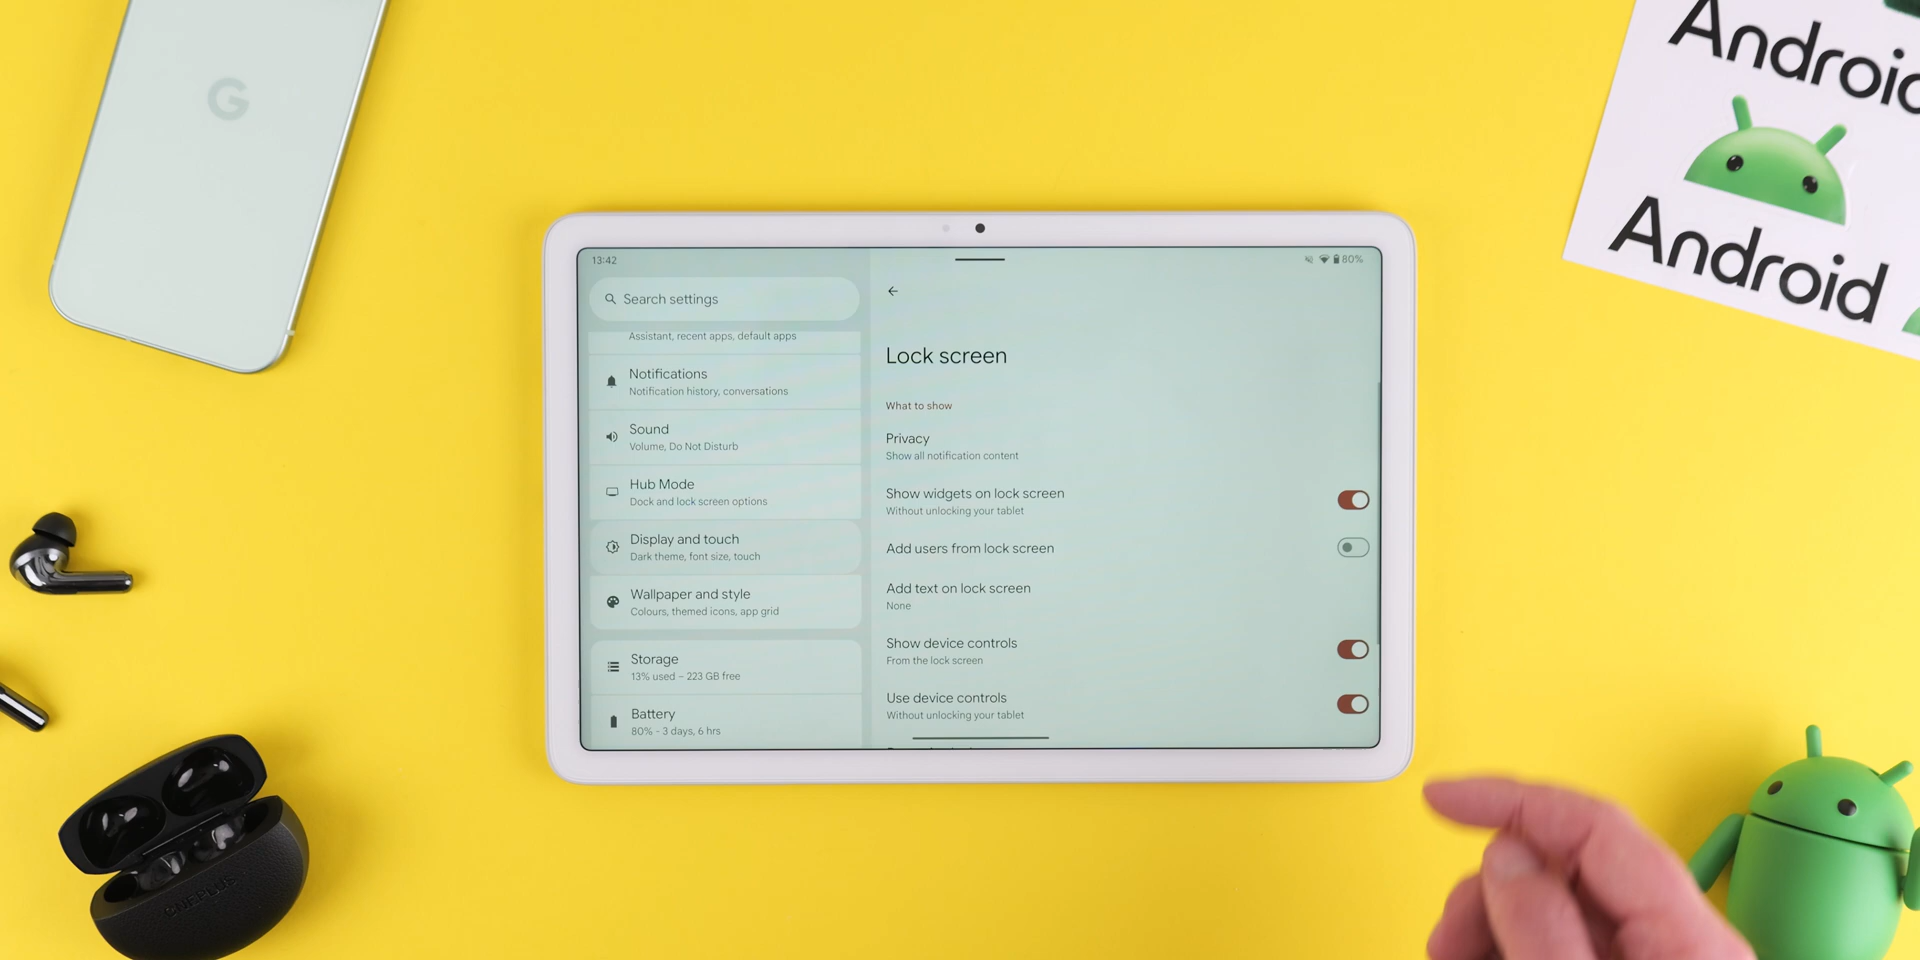 G
Android
Android
13:42
80%
Search settings
Assistant, recent apps, default apps
Notifications
Notification history, conversations
Sound
Volume, Do Not Disturb
Hub Mode
Dock and lock screen options
Display and touch
Dark theme, font size, touch
Wallpaper and style
Colours, themed icons, app grid
Storage
13% used – 223 GB free
Battery
80% - 3 days, 6 hrs
Lock screen
What to show
Privacy
Show all notification content
Show widgets on lock screen
Without unlocking your tablet
Add users from lock screen
Add text on lock screen
None
Show device controls
From the lock screen
Use device controls
Without unlocking your tablet
ONEPLUS